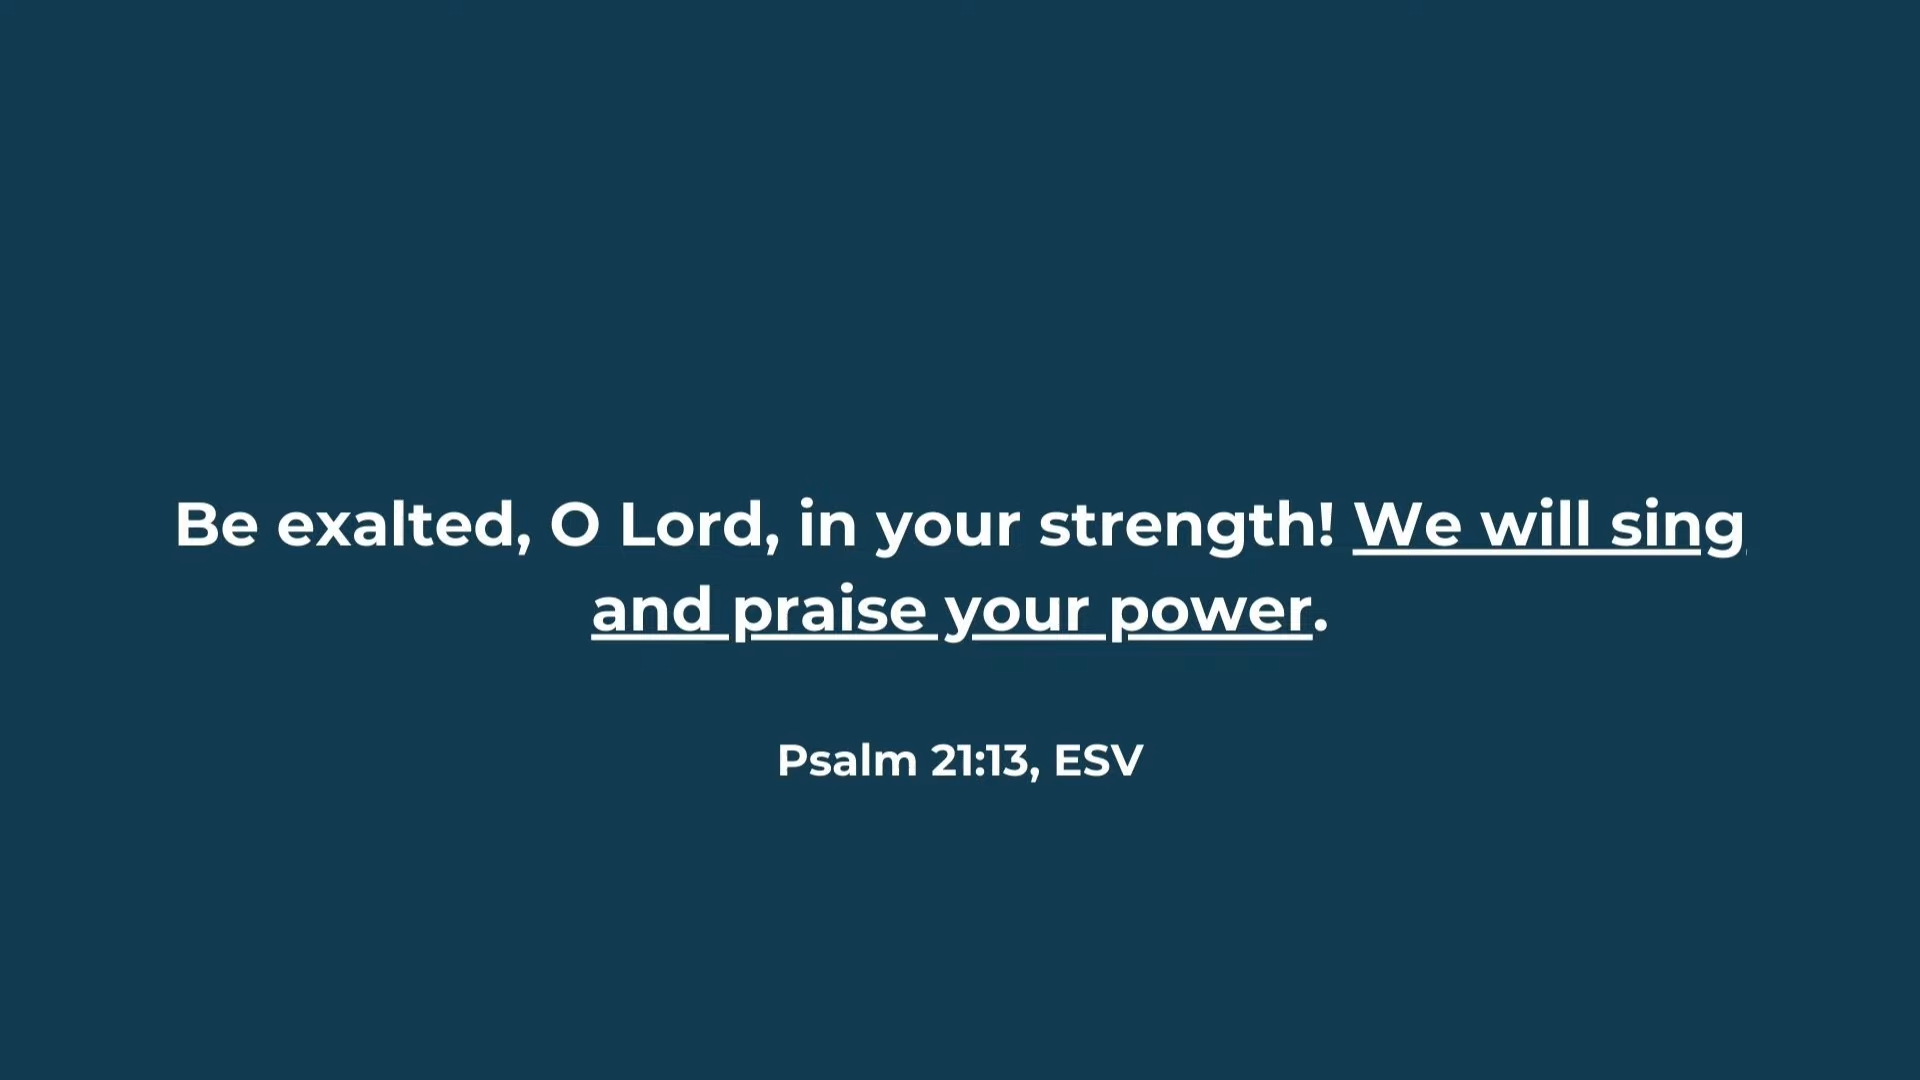 Be exalted, O Lord, in your strength! We will sing
and praise your power.
Psalm 21:13, ESV